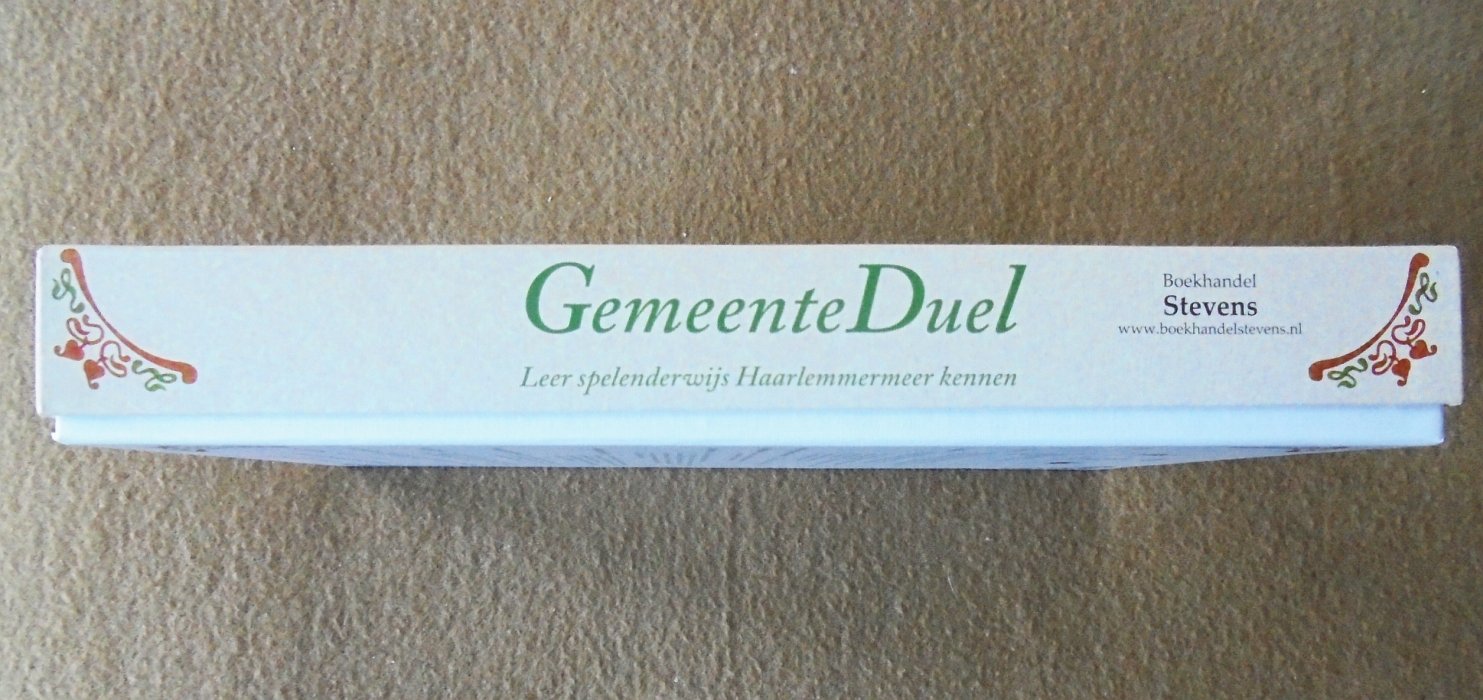 GemeenteDuel
Leer spelenderwijs Haarlemmermeer kennen
Boekhandel
Stevens
www.boekhandelstevens.nl